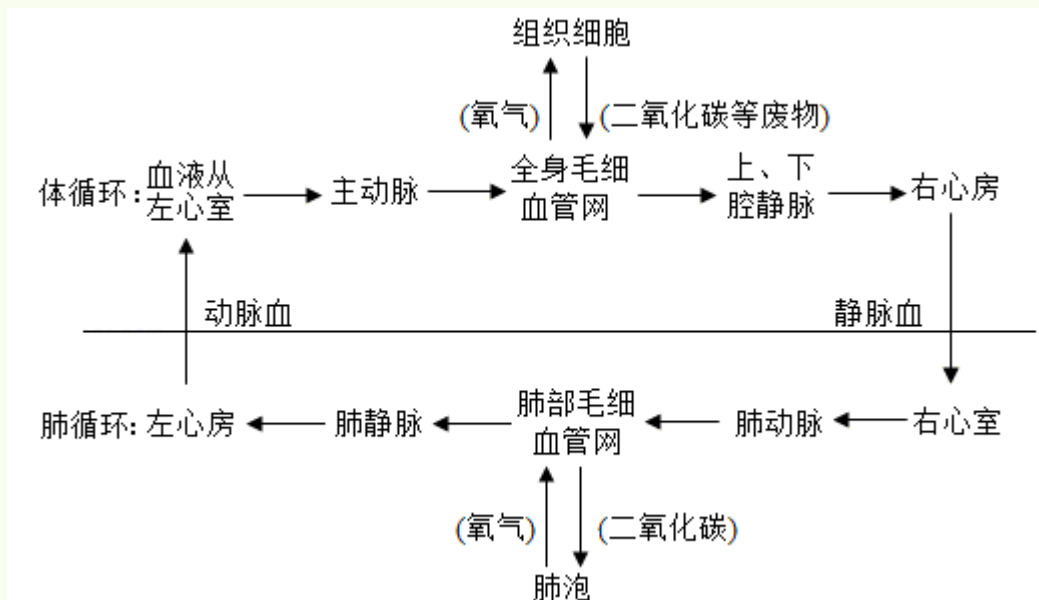 组织细胞
(氧气)
(二氧化碳等废物)
体循环:
血液从
左心室
主动脉
全身毛细
血管网
上、下
腔静脉
右心房
动脉血
静脉血
肺循环:
左心房
肺静脉
肺部毛细
血管网
肺动脉
右心室
(氧气)
(二氧化碳)
肺泡